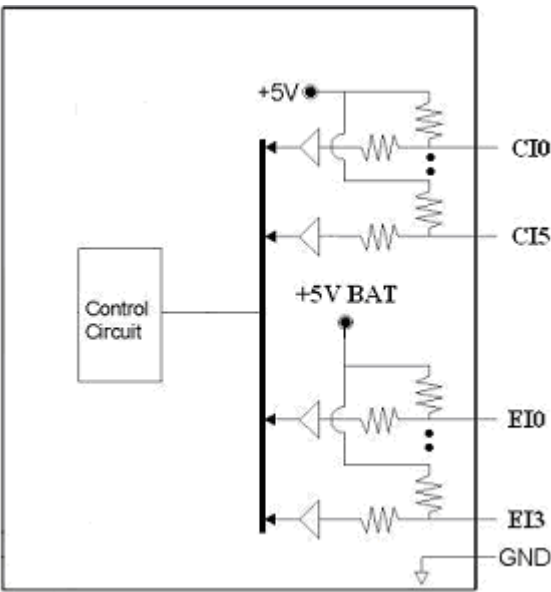 +5V
CI0
CI5
+5V BAT
Control
Circuit
EI0
EI3
GND